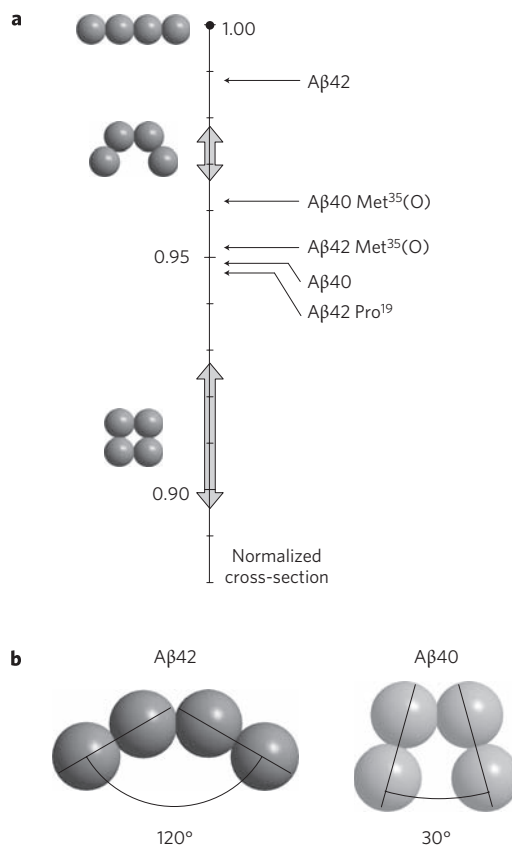 a
1.00
Aβ42
Aβ40 Met³⁵(O)
Aβ42 Met³⁵(O)
0.95
Aβ40
Aβ42 Pro¹⁹
0.90
Normalized
cross-section
b
Aβ42
Aβ40
120°
30°